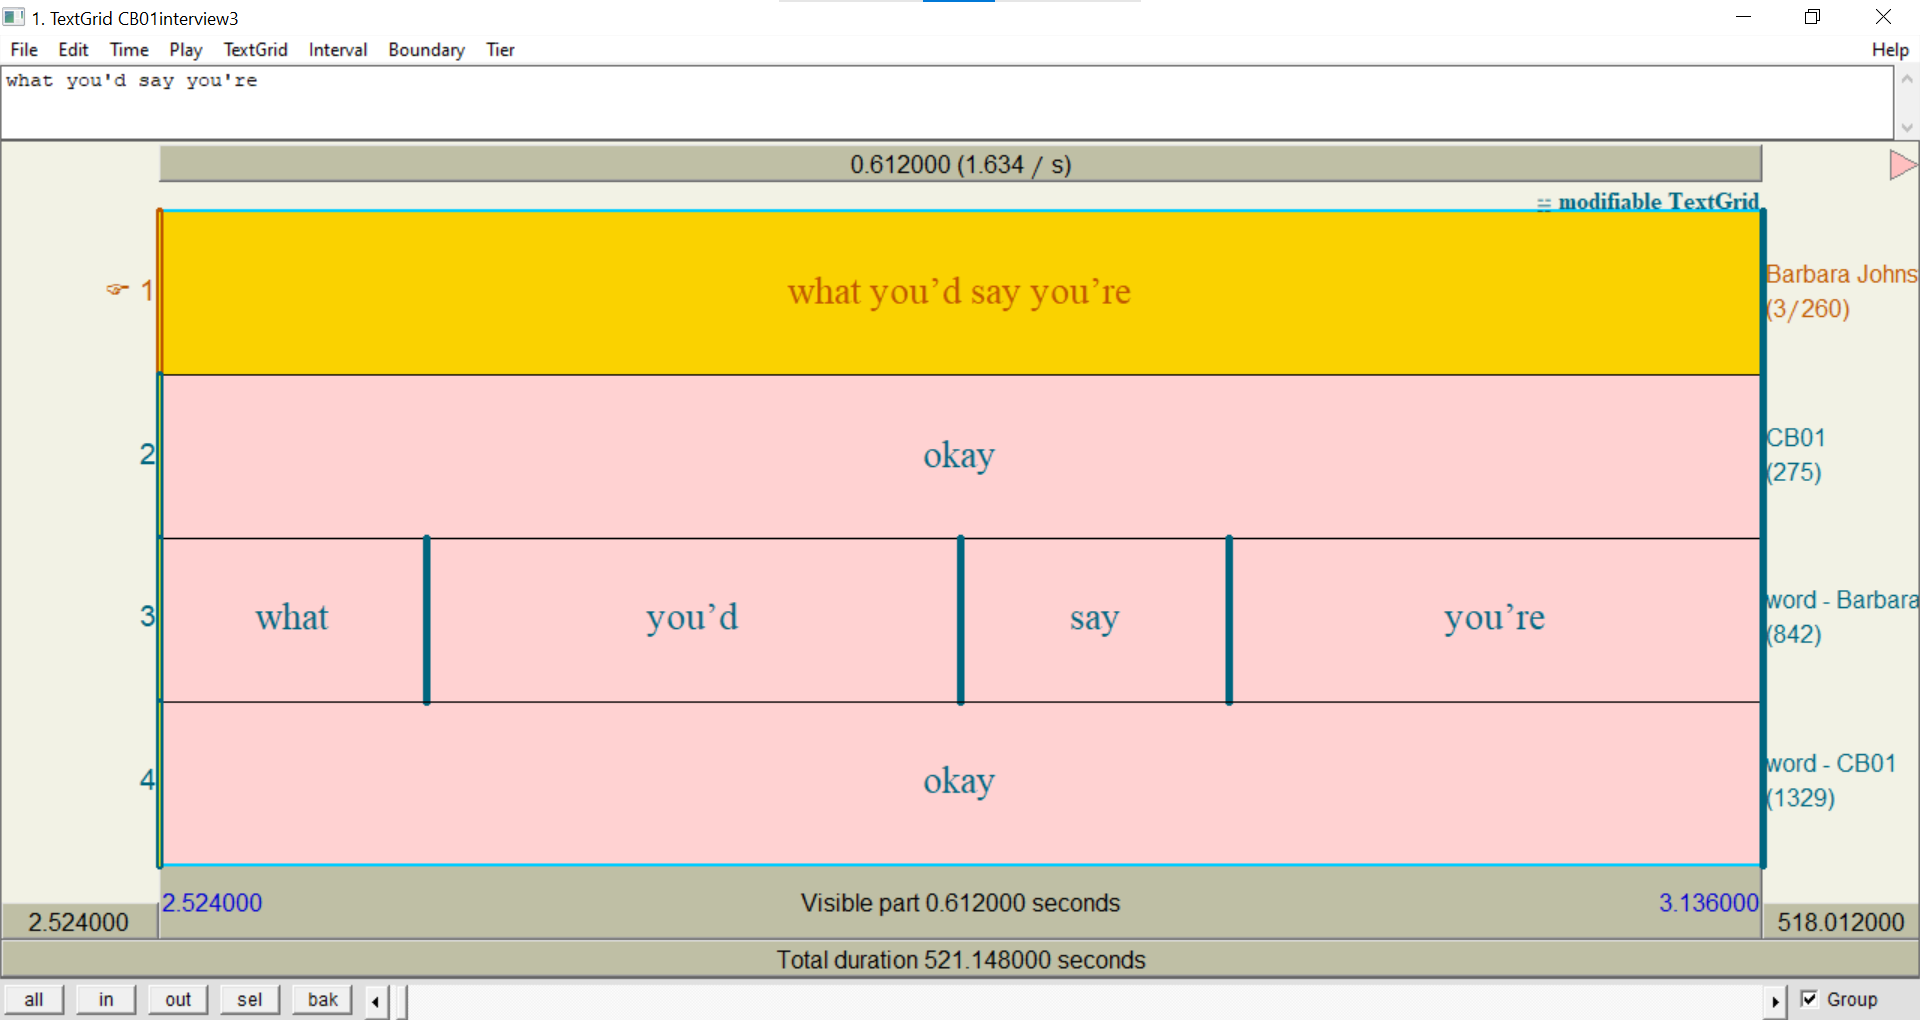 1. TextGrid CB01interview3
File Edit Time Play TextGrid Interval Boundary Tier Help
what you'd say you're
0.612000 (1.634 / s)
modifiable TextGrid
1 what you’d say you’re Barbara Johns
(3/260)
2 okay CB01
(275)
3 what you’d say you’re word - Barbara
(842)
4 okay word - CB01
(1329)
2.524000 Visible part 0.612000 seconds 3.136000
2.524000 518.012000
Total duration 521.148000 seconds
all in out sel bak Group